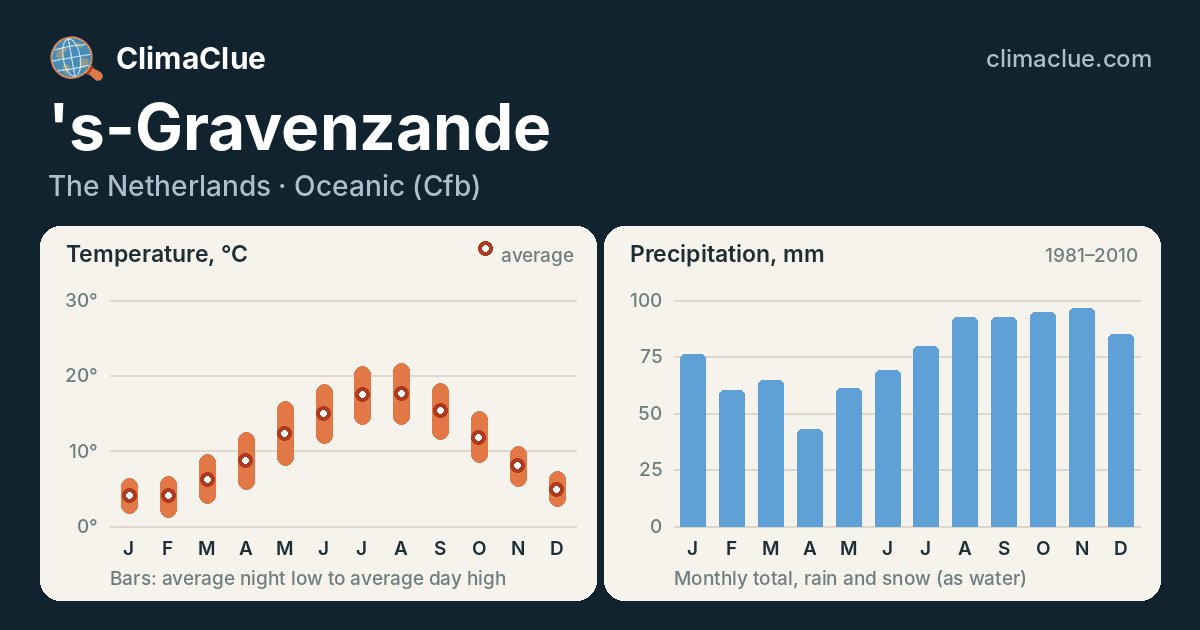 ClimaClue
climaclue.com
's-Gravenzande
The Netherlands · Oceanic (Cfb)
Temperature, °C
average
30°
20°
10°
0°
J F M A M J J A S O N D
Bars: average night low to average day high
Precipitation, mm
1981–2010
100
75
50
25
0
J F M A M J J A S O N D
Monthly total, rain and snow (as water)